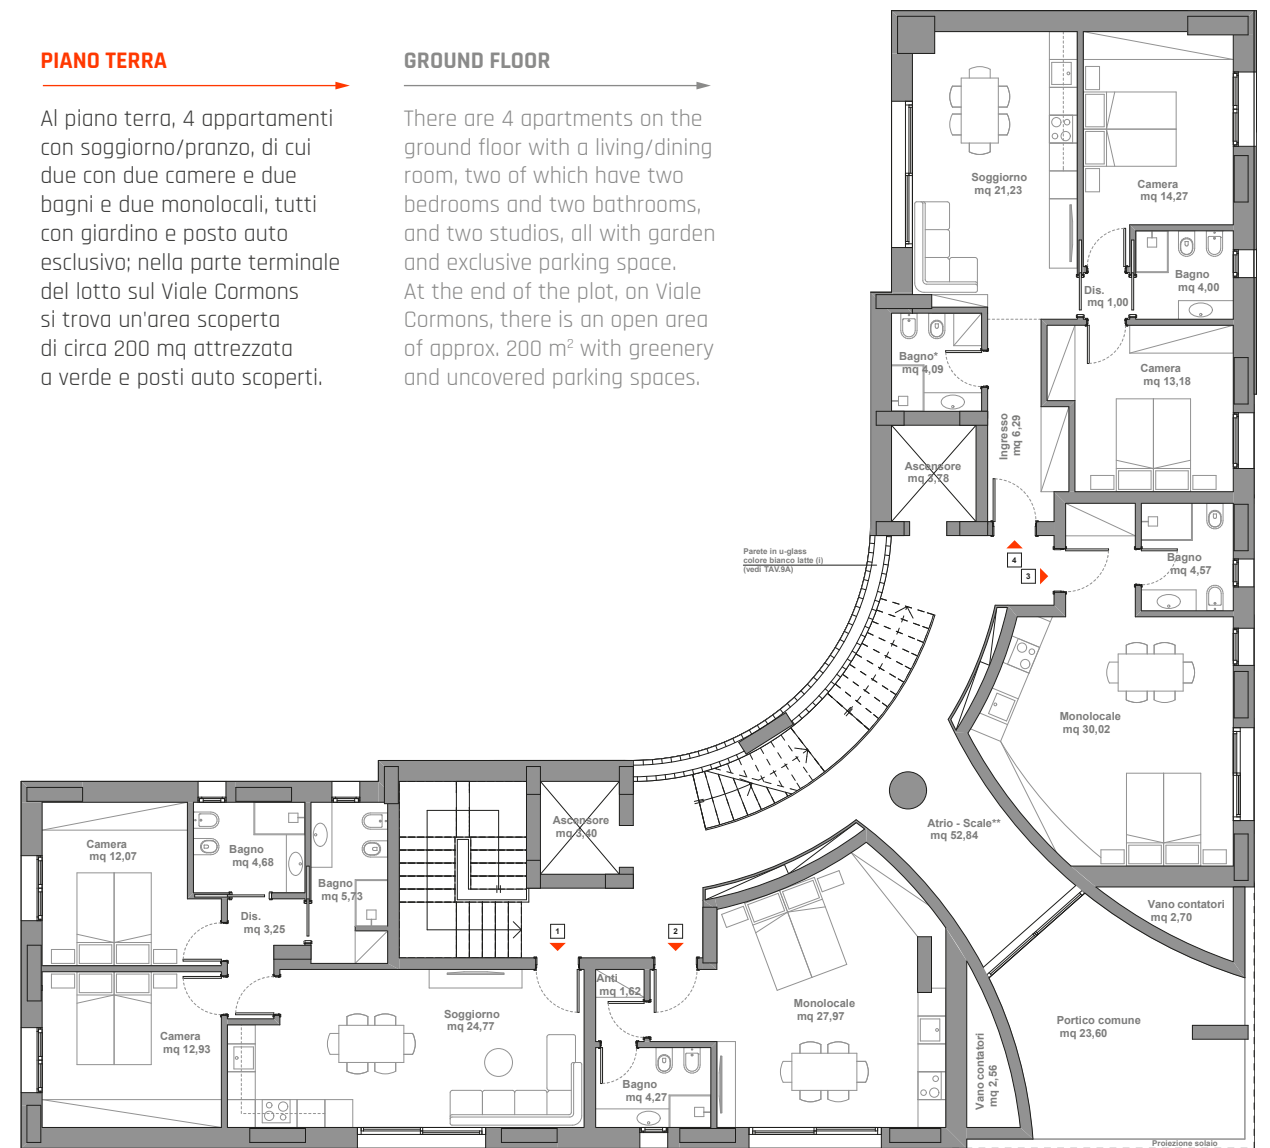 PIANO TERRA
Al piano terra, 4 appartamenti
con soggiorno/pranzo, di cui
due con due camere e due
bagni e due monolocali, tutti
con giardino e posto auto
esclusivo; nella parte terminale
del lotto sul Viale Cormons
si trova un'area scoperta
di circa 200 mq attrezzata
a verde e posti auto scoperti.
GROUND FLOOR
There are 4 apartments on the
ground floor with a living/dining
room, two of which have two
bedrooms and two bathrooms,
and two studios, all with garden
and exclusive parking space.
At the end of the plot, on Viale
Cormons, there is an open area
of approx. 200 m² with greenery
and uncovered parking spaces.
Soggiorno
mq 21,23
Camera
mq 14,27
Bagno
mq 4,00
Dis.
mq 1,00
Bagno*
mq 4,09
Camera
mq 13,18
Ingresso
mq 6,29
Ascensore
mq 3,78
Parete in u-glass
colore bianco latte (i)
(vedi TAV.9A)
4
3
Bagno
mq 4,57
Monolocale
mq 30,02
Atrio - Scale**
mq 52,84
Ascensore
mq 3,40
Camera
mq 12,07
Bagno
mq 4,68
Bagno
mq 5,73
Dis.
mq 3,25
1
2
Vano contatori
mq 2,70
Anti
mq 1,62
Monolocale
mq 27,97
Soggiorno
mq 24,77
Camera
mq 12,93
Portico comune
mq 23,60
Vano contatori
mq 2,56
Bagno
mq 4,27
Proiezione solaio